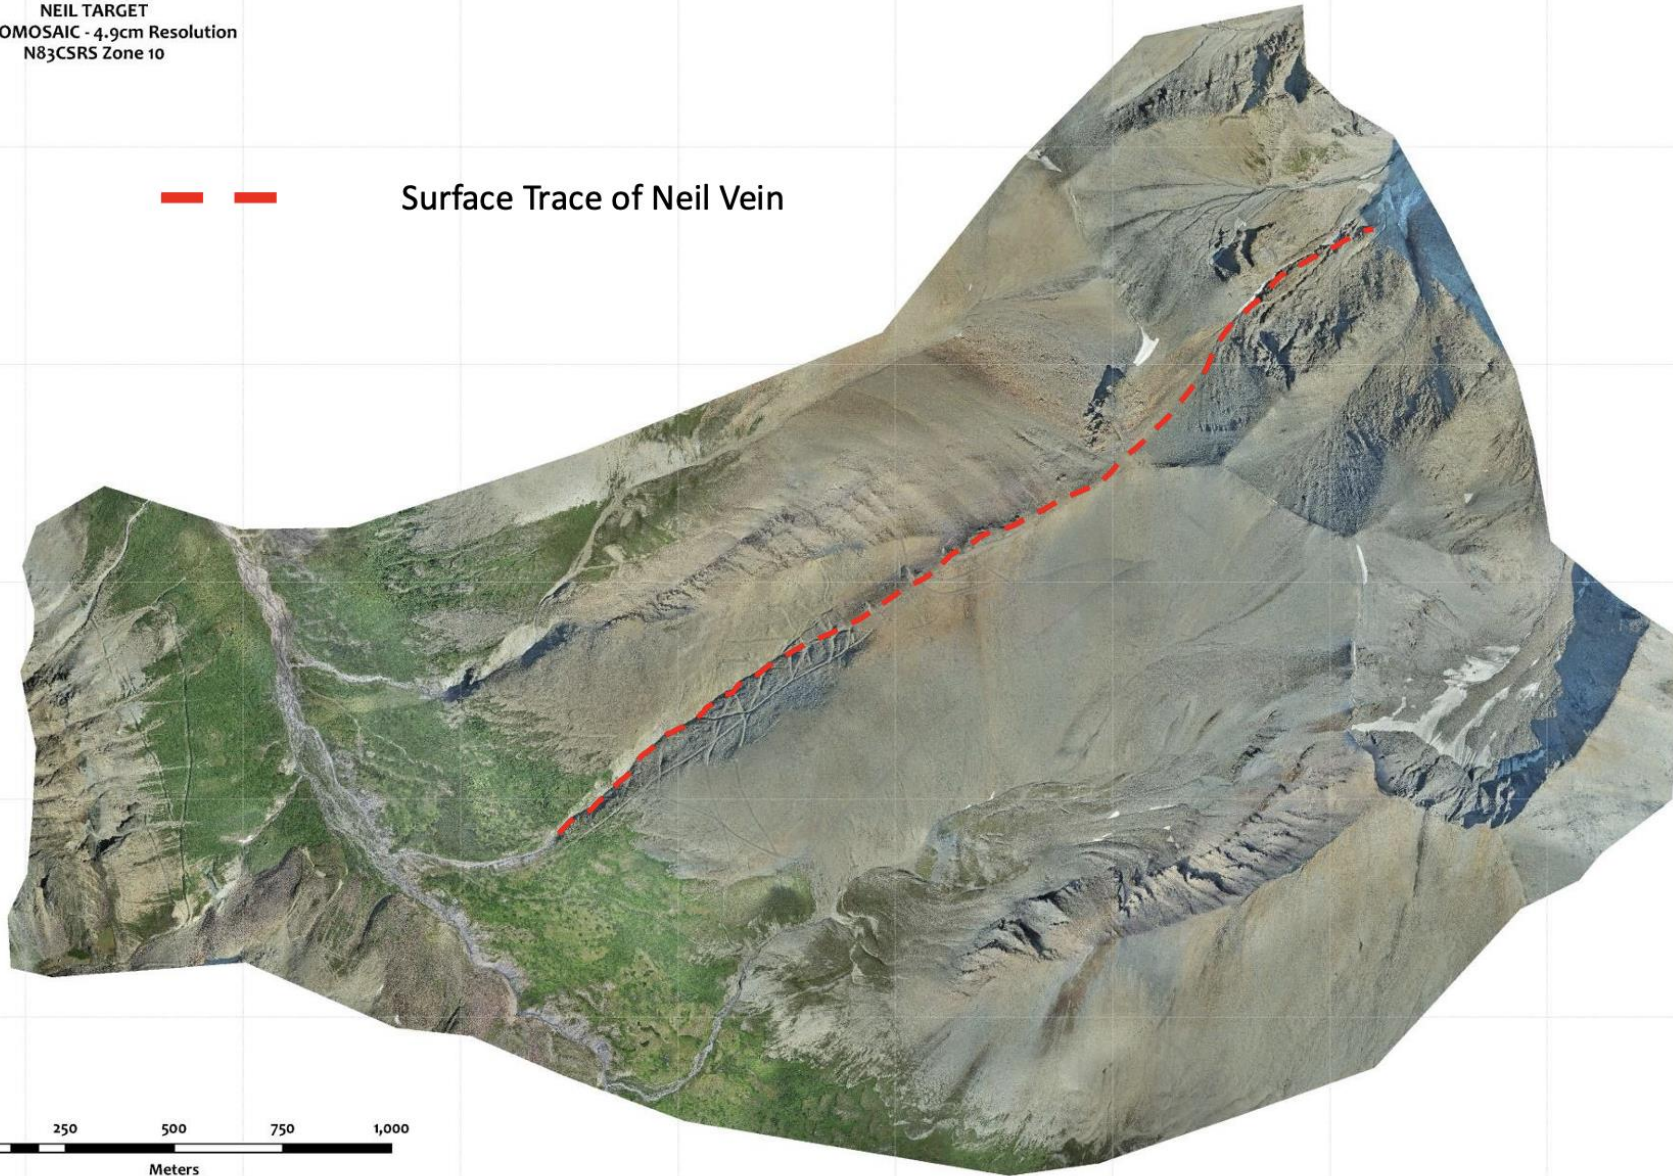 NEIL TARGET
OMOSAIC - 4.9cm Resolution
N83CSRS Zone 10
Surface Trace of Neil Vein
250 500 750 1,000
Meters